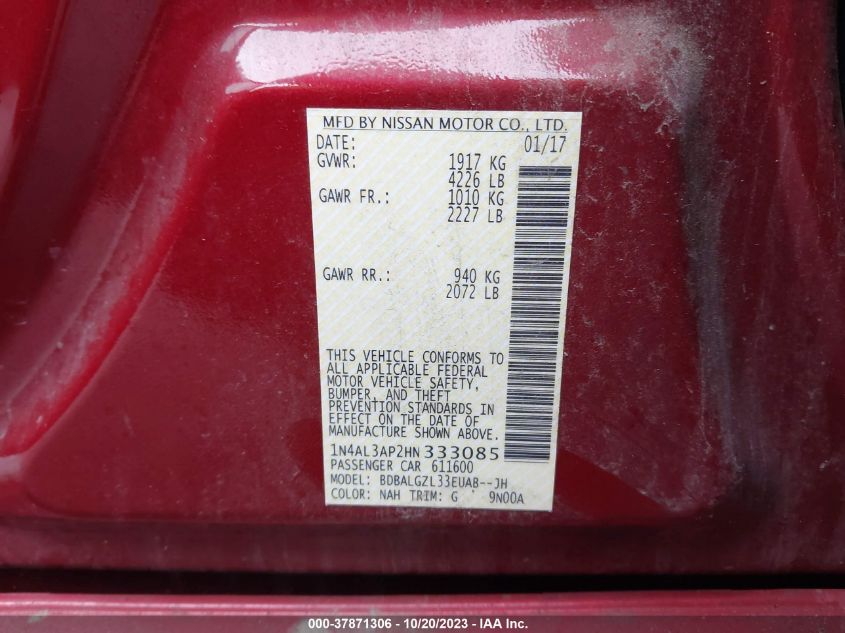 MFD BY NISSAN MOTOR CO., LTD.
DATE: 01/17
GVWR: 1917 KG
4226 LB
GAWR FR.: 1010 KG
2227 LB
GAWR RR.: 940 KG
2072 LB
THIS VEHICLE CONFORMS TO
ALL APPLICABLE FEDERAL
MOTOR VEHICLE SAFETY,
BUMPER, AND THEFT
PREVENTION STANDARDS IN
EFFECT ON THE DATE OF
MANUFACTURE SHOWN ABOVE.
1N4AL3AP2HN 333085
PASSENGER CAR 611600
MODEL: BDBALGZL33EUAB--JH
COLOR: NAH TRIM: G 9N00A
000-37871306 - 10/20/2023 - IAA Inc.